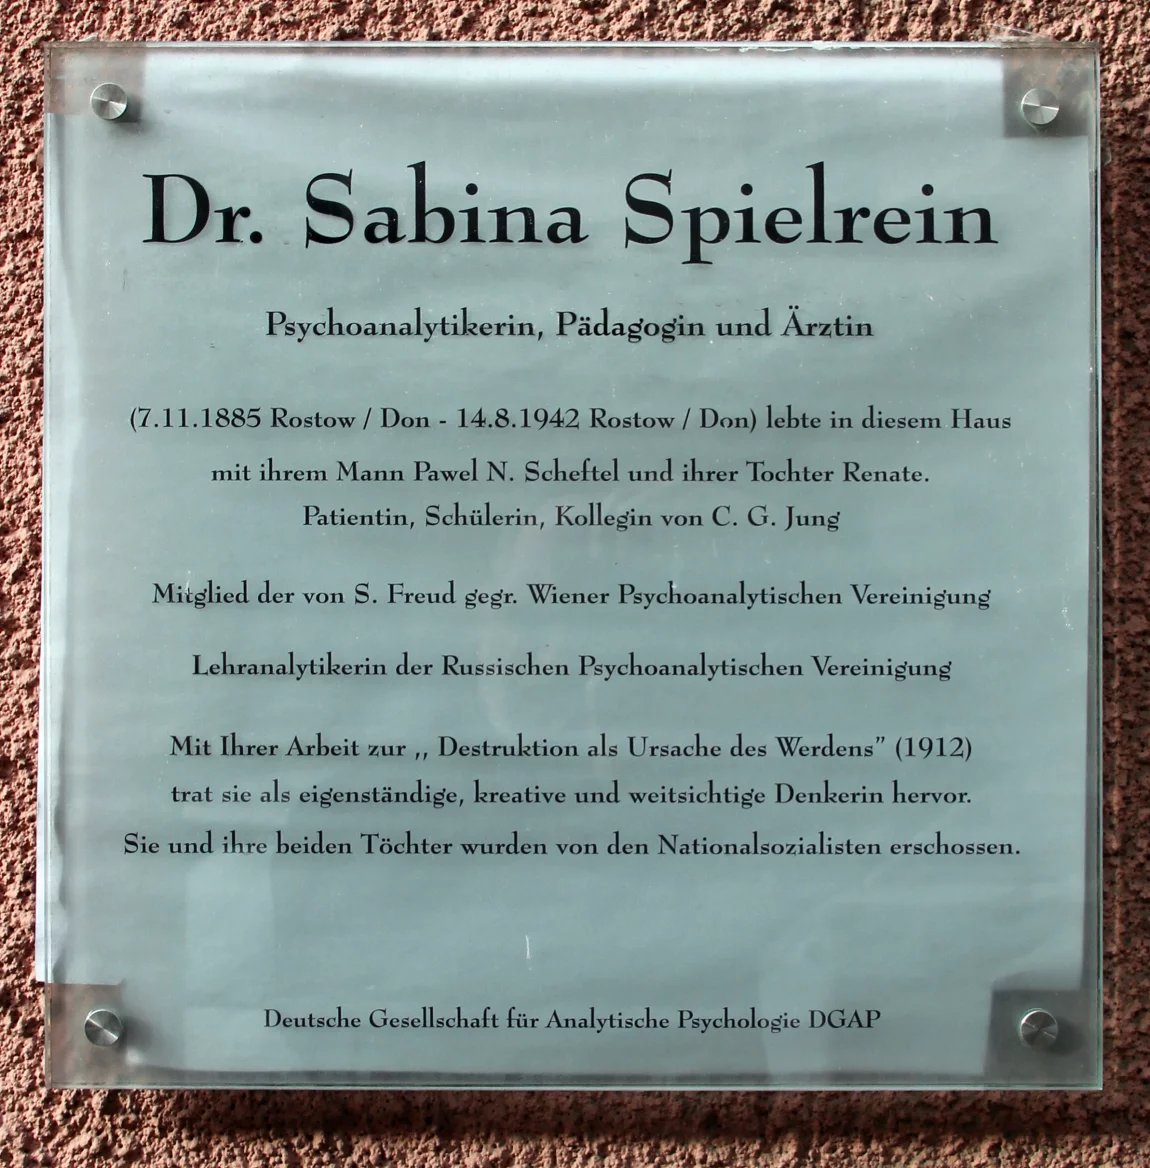 Dr. Sabina Spielrein
Psychoanalytikerin, Pädagogin und Ärztin
(7.11.1885 Rostow / Don - 14.8.1942 Rostow / Don) lebte in diesem Haus
mit ihrem Mann Pawel N. Scheftel und ihrer Tochter Renate.
Patientin, Schülerin, Kollegin von C. G. Jung
Mitglied der von S. Freud gegr. Wiener Psychoanalytischen Vereinigung
Lehranalytikerin der Russischen Psychoanalytischen Vereinigung
Mit Ihrer Arbeit zur ,, Destruktion als Ursache des Werdens” (1912)
trat sie als eigenständige, kreative und weitsichtige Denkerin hervor.
Sie und ihre beiden Töchter wurden von den Nationalsozialisten erschossen.
Deutsche Gesellschaft für Analytische Psychologie DGAP